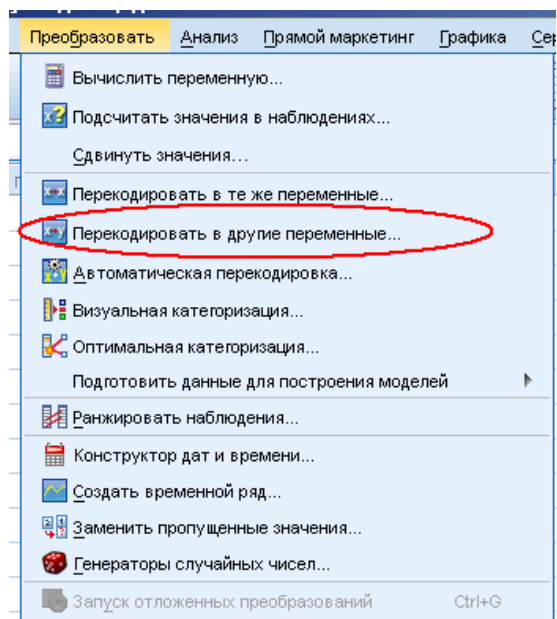 Преобразовать Анализ Прямой маркетинг Графика
Вычислить переменную...
Подсчитать значения в наблюдениях...
Сдвинуть значения...
Перекодировать в те же переменные...
Перекодировать в другие переменные...
Автоматическая перекодировка...
Визуальная категоризация...
Оптимальная категоризация...
Подготовить данные для построения моделей
Ранжировать наблюдения...
Конструктор дат и времени...
Создать временной ряд...
Заменить пропущенные значения...
Генераторы случайных чисел...
Запуск отложенных преобразований Ctrl+G